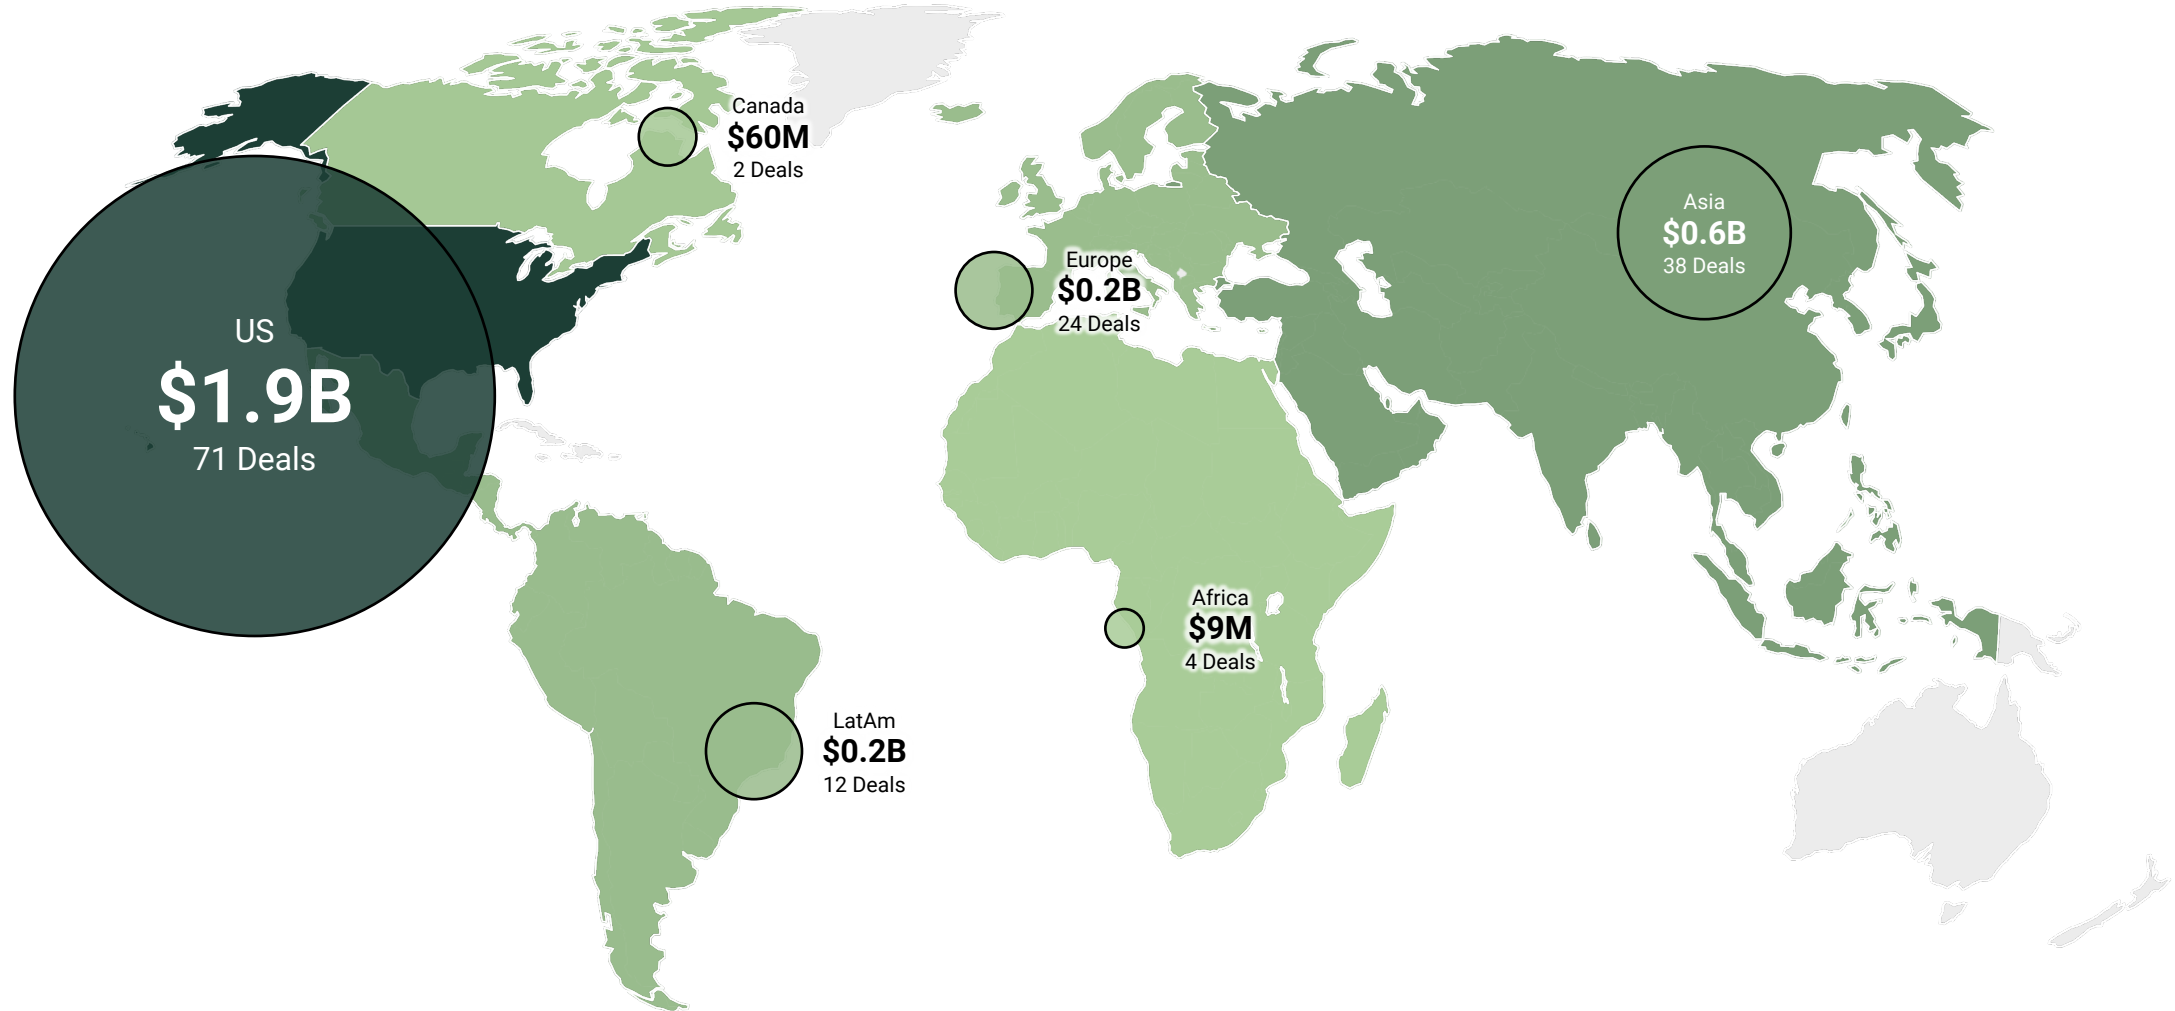 Canada
$60M
2 Deals
Asia
$0.6B
38 Deals
Europe
$0.2B
24 Deals
US
$1.9B
71 Deals
Africa
$9M
4 Deals
LatAm
$0.2B
12 Deals